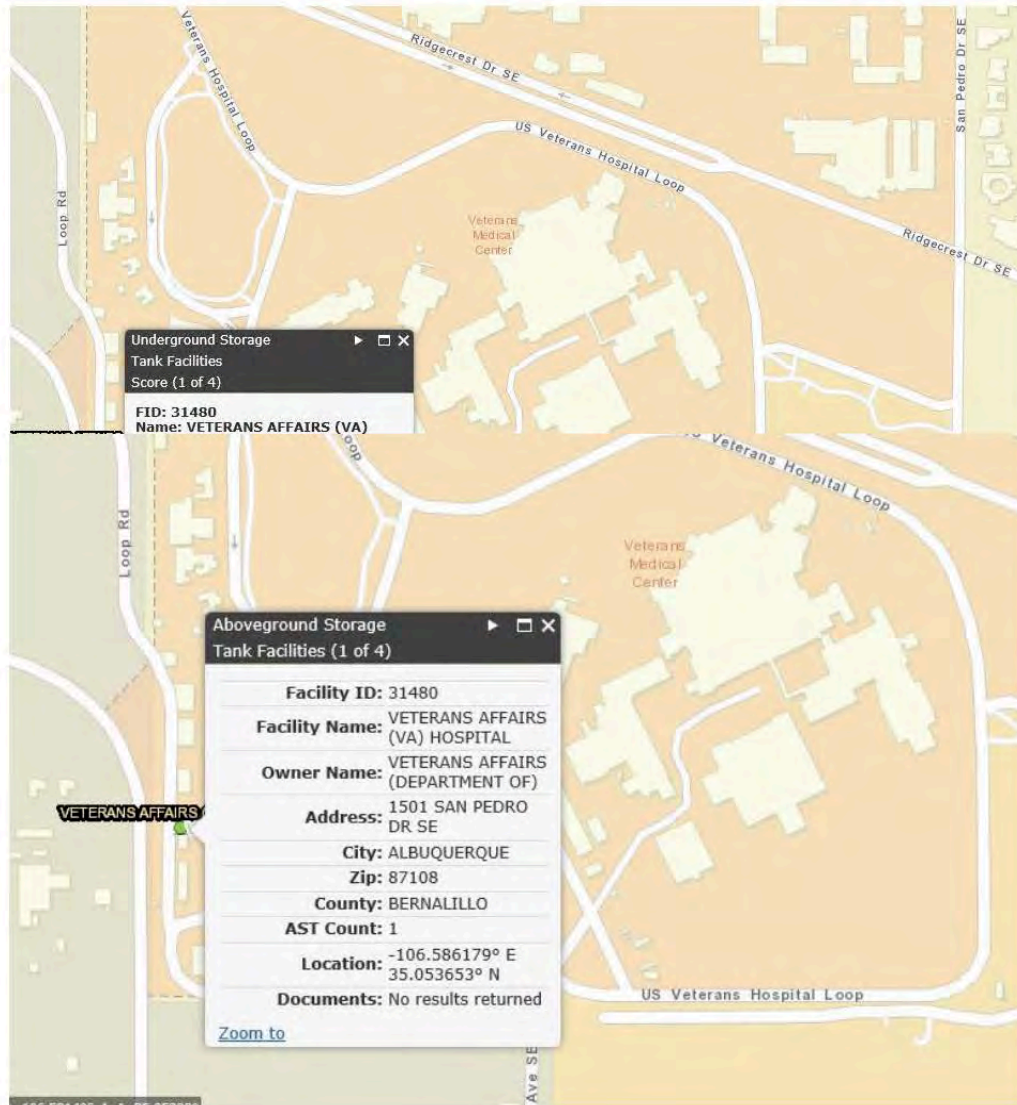 Veterans Hospital Loop
Ridgecrest Dr SE
San Pedro Dr SE
US Veterans Hospital Loop
Loop Rd
Veterans
Medical
Center
Ridgecrest Dr SE
Underground Storage
Tank Facilities
Score (1 of 4)
FID: 31480
Name: VETERANS AFFAIRS (VA)
Loop
US Veterans Hospital Loop
Loop Rd
Veterans
Medical
Center
Aboveground Storage
Tank Facilities (1 of 4)
Facility ID: 31480
Facility Name: VETERANS AFFAIRS
(VA) HOSPITAL
Owner Name: VETERANS AFFAIRS
(DEPARTMENT OF)
Address: 1501 SAN PEDRO
DR SE
VETERANS AFFAIRS
City: ALBUQUERQUE
Zip: 87108
County: BERNALILLO
AST Count: 1
Location: -106.586179° E
35.053653° N
Documents: No results returned
Zoom to
US Veterans Hospital Loop
Ave SE